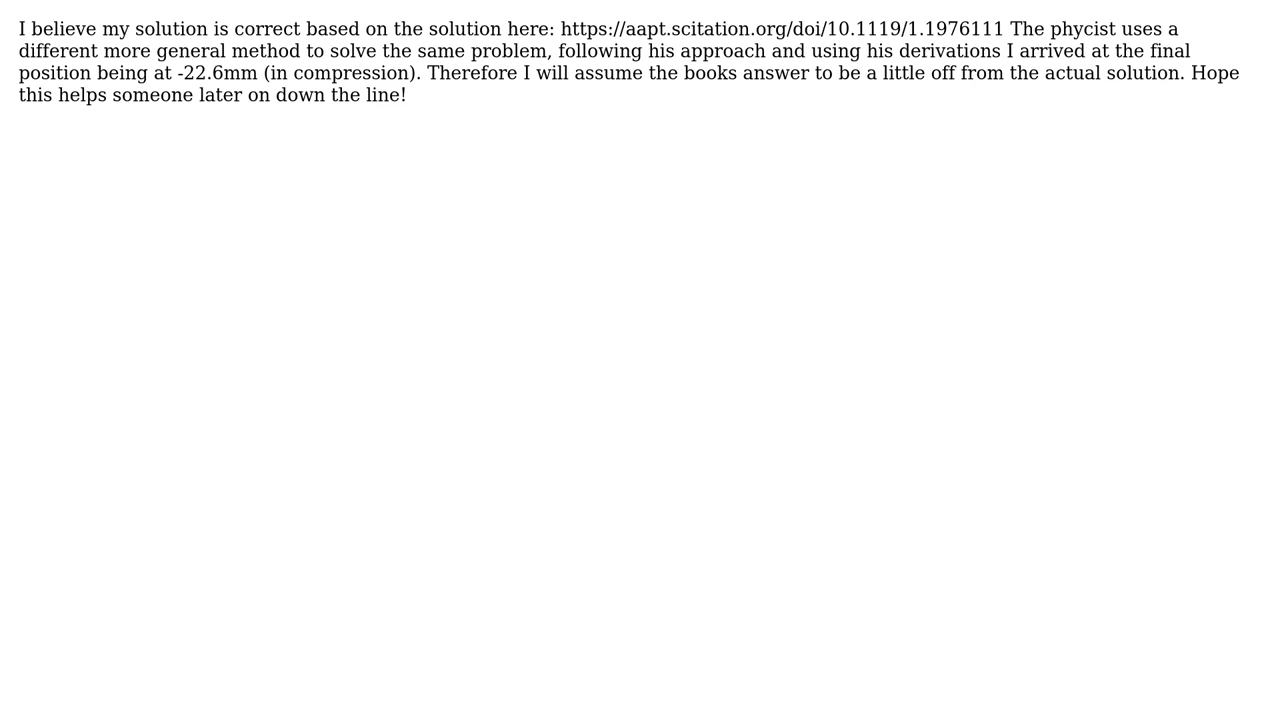 I believe my solution is correct based on the solution here: https://aapt.scitation.org/doi/10.1119/1.1976111 The phycist uses a
different more general method to solve the same problem, following his approach and using his derivations I arrived at the final
position being at -22.6mm (in compression). Therefore I will assume the books answer to be a little off from the actual solution. Hope
this helps someone later on down the line!